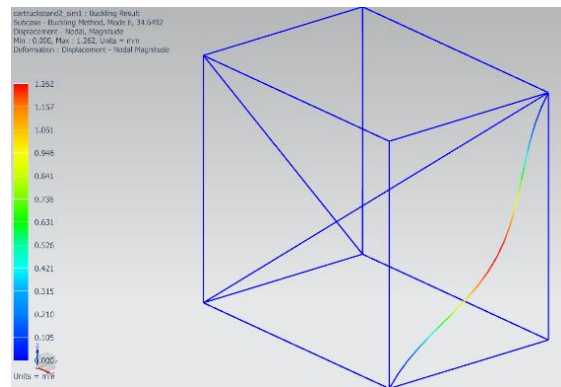 cartruckstand2_sim1 : Buckling Result
Subcase - Buckling Method, Mode 6, 34.6492
Displacement - Nodal, Magnitude
Min : 0.000, Max : 1.262, Units = mm
Deformation : Displacement - Nodal Magnitude
1.262
1.157
1.051
0.946
0.841
0.736
0.631
0.526
0.421
0.315
0.210
0.105
0.000
Units = mm